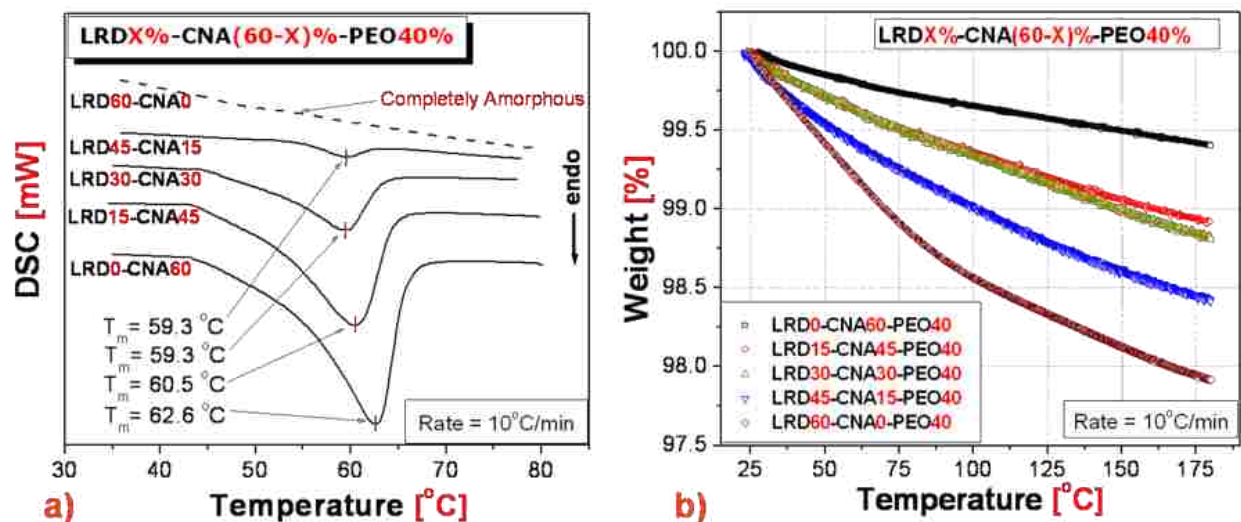 LRDX%-CNA(60-X)%-PEO40%
LRD60-CNA0
Completely Amorphous
LRD45-CNA15
LRD30-CNA30
LRD15-CNA45
LRD0-CNA60
endo
DSC [mW]
Tm= 59.3 °C
Tm= 59.3 °C
Tm= 60.5 °C
Tm= 62.6 °C
Rate = 10°C/min
30 40 50 60 70 80
a)
Temperature [°C]
LRDX%-CNA(60-X)%-PEO40%
100.0
99.5
99.0
98.5
98.0
97.5
Weight [%]
LRD0-CNA60-PEO40
LRD15-CNA45-PEO40
LRD30-CNA30-PEO40
LRD45-CNA15-PEO40
LRD60-CNA0-PEO40
Rate = 10°C/min
25 50 75 100 125 150 175
b)
Temperature [°C]